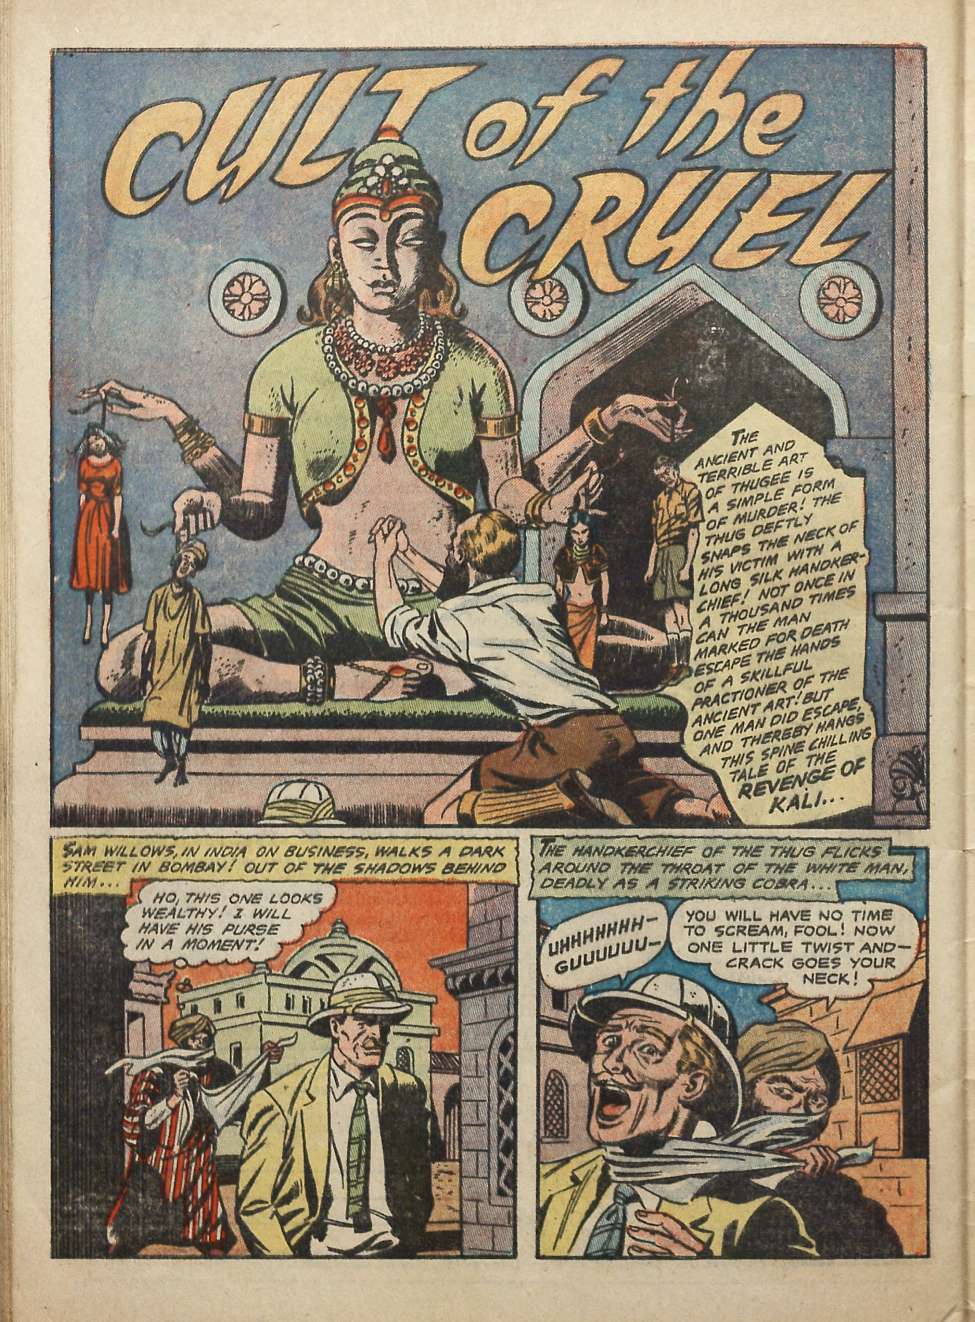 CULT of the
CRUEL
THE
ANCIENT AND
TERRIBLE ART
OF THUGEE IS
A SIMPLE FORM
OF MURDER! THE
THUG DEFTLY
SNAPS THE NECK OF
HIS VICTIM WITH A
LONG SILK HANDKER-
CHIEF! NOT ONCE IN
A THOUSAND TIMES
CAN THE MAN
MARKED FOR DEATH
ESCAPE THE HANDS
OF A SKILLFUL
PRACTIONER OF THE
ANCIENT ART! BUT
ONE MAN DID ESCAPE,
AND THEREBY HANGS
THIS SPINE CHILLING
TALE OF THE
REVENGE OF
KALI...
SAM WILLOWS, IN INDIA ON BUSINESS, WALKS A DARK
STREET IN BOMBAY! OUT OF THE SHADOWS BEHIND
HIM...
HO, THIS ONE LOOKS
WEALTHY! I WILL
HAVE HIS PURSE
IN A MOMENT!
THE HANDKERCHIEF OF THE THUG FLICKS
AROUND THE THROAT OF THE WHITE MAN,
DEADLY AS A STRIKING COBRA...
UHHHHHHH-
GUUUUUU-
YOU WILL HAVE NO TIME
TO SCREAM, FOOL! NOW
ONE LITTLE TWIST AND-
CRACK GOES YOUR
NECK!